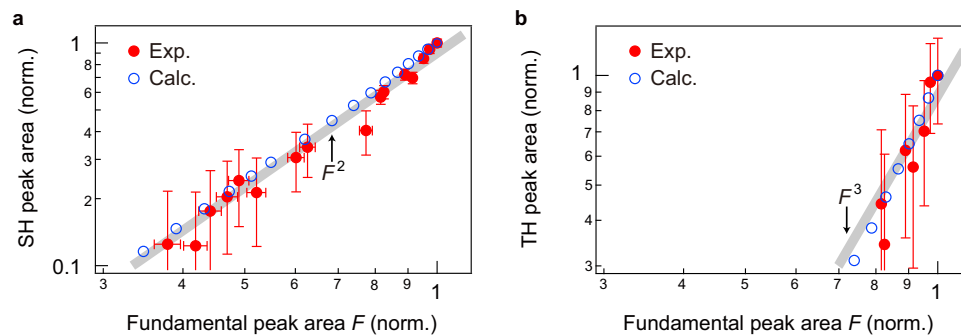 a
SH peak area (norm.)
1
8
6
4
2
0.1
Exp.
Calc.
F²
3 4 5 6 7 8 9 1
Fundamental peak area F (norm.)
b
TH peak area (norm.)
1
9
8
7
6
5
4
3
Exp.
Calc.
F³
3 4 5 6 7 8 9 1
Fundamental peak area F (norm.)